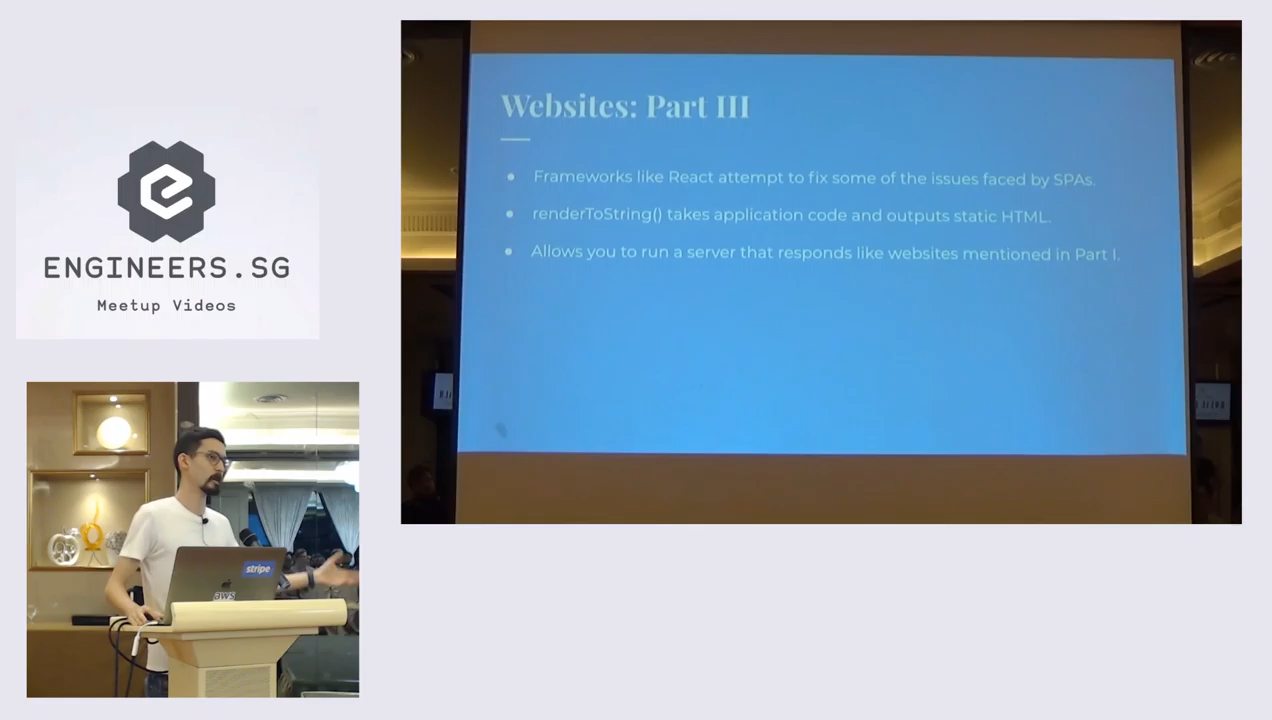 ENGINEERS.SG
Meetup Videos
Websites: Part III
Frameworks like React attempt to fix some of the issues faced by SPAs.
renderToString() takes application code and outputs static HTML.
Allows you to run a server that responds like websites mentioned in Part I.
stripe
aws